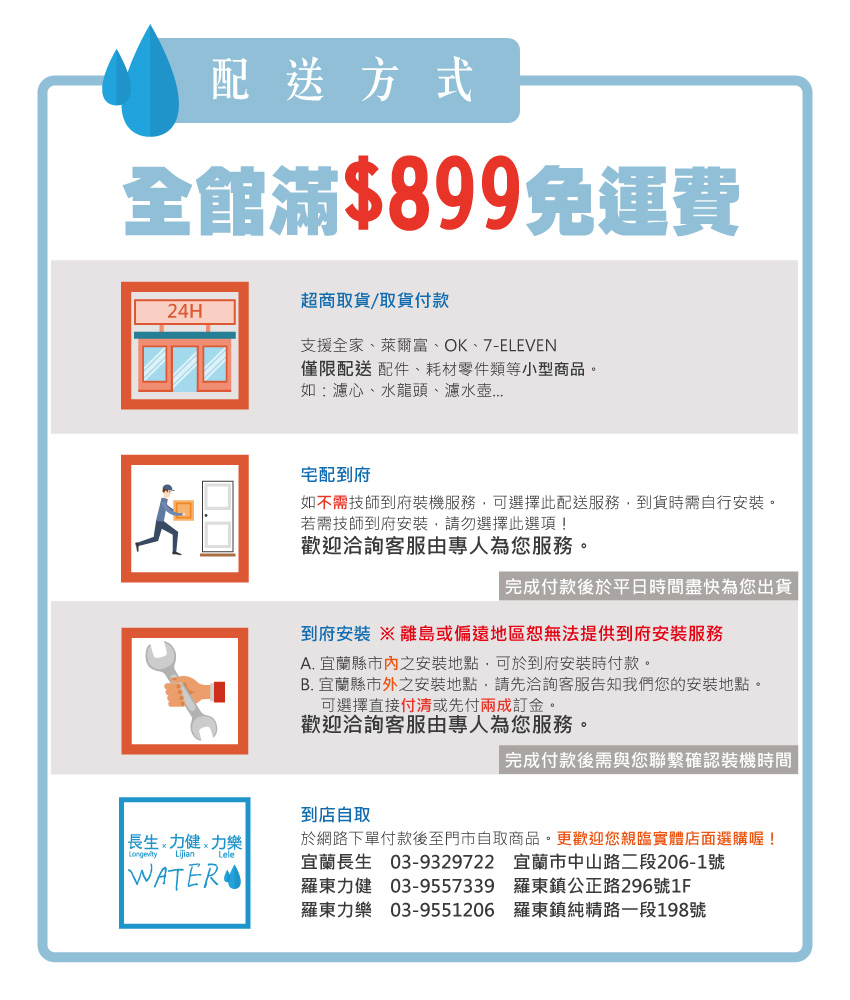 配送方式
全館滿$899免運費
24H
超商取貨/取貨付款
支援全家、萊爾富、OK、7-ELEVEN
僅限配送 配件、耗材零件類等小型商品。
如：濾心、水龍頭、濾水壺...
宅配到府
如不需技師到府裝機服務，可選擇此配送服務，到貨時需自行安裝。
若需技師到府安裝，請勿選擇此選項！
歡迎洽詢客服由專人為您服務。
完成付款後於平日時間盡快為您出貨
到府安裝 ※ 離島或偏遠地區恕無法提供到府安裝服務
A. 宜蘭縣市內之安裝地點，可於到府安裝時付款。
B. 宜蘭縣市外之安裝地點，請先洽詢客服告知我們您的安裝地點。
可選擇直接付清或先付兩成訂金。
歡迎洽詢客服由專人為您服務。
完成付款後需與您聯繫確認裝機時間
到店自取
於網路下單付款後至門市自取商品。更歡迎您親臨實體店面選購喔！
長生 x 力健 x 力樂
Longevity Lijian Lele
WATER
宜蘭長生 03-9329722 宜蘭市中山路二段206-1號
羅東力健 03-9557339 羅東鎮公正路296號1F
羅東力樂 03-9551206 羅東鎮純精路一段198號